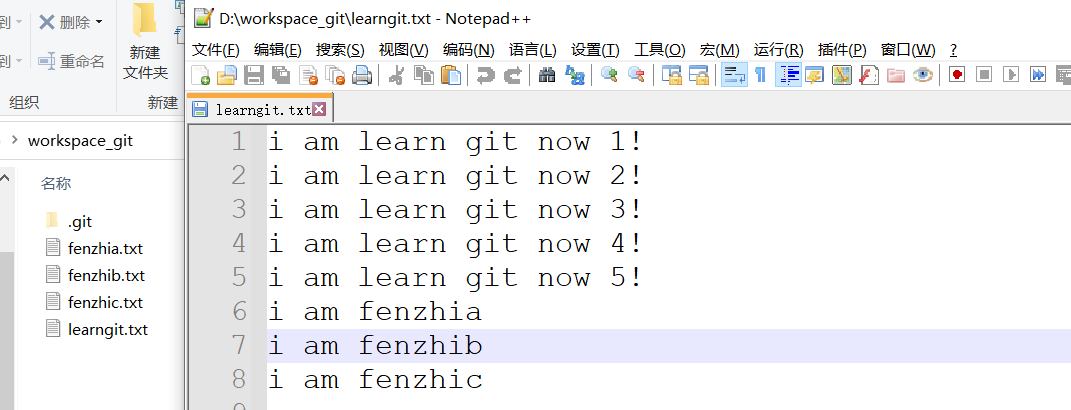 到
删除
D:\workspace_git\learngit.txt - Notepad++
到
重命名
新建
文件夹
文件(F) 编辑(E) 搜索(S) 视图(V) 编码(N) 语言(L) 设置(T) 工具(O) 宏(M) 运行(R) 插件(P) 窗口(W) ?
组织
新建
learngit.txt
workspace_git
名称
.git
fenzhia.txt
fenzhib.txt
fenzhic.txt
learngit.txt
1 i am learn git now 1!
2 i am learn git now 2!
3 i am learn git now 3!
4 i am learn git now 4!
5 i am learn git now 5!
6 i am fenzhia
7 i am fenzhib
8 i am fenzhic